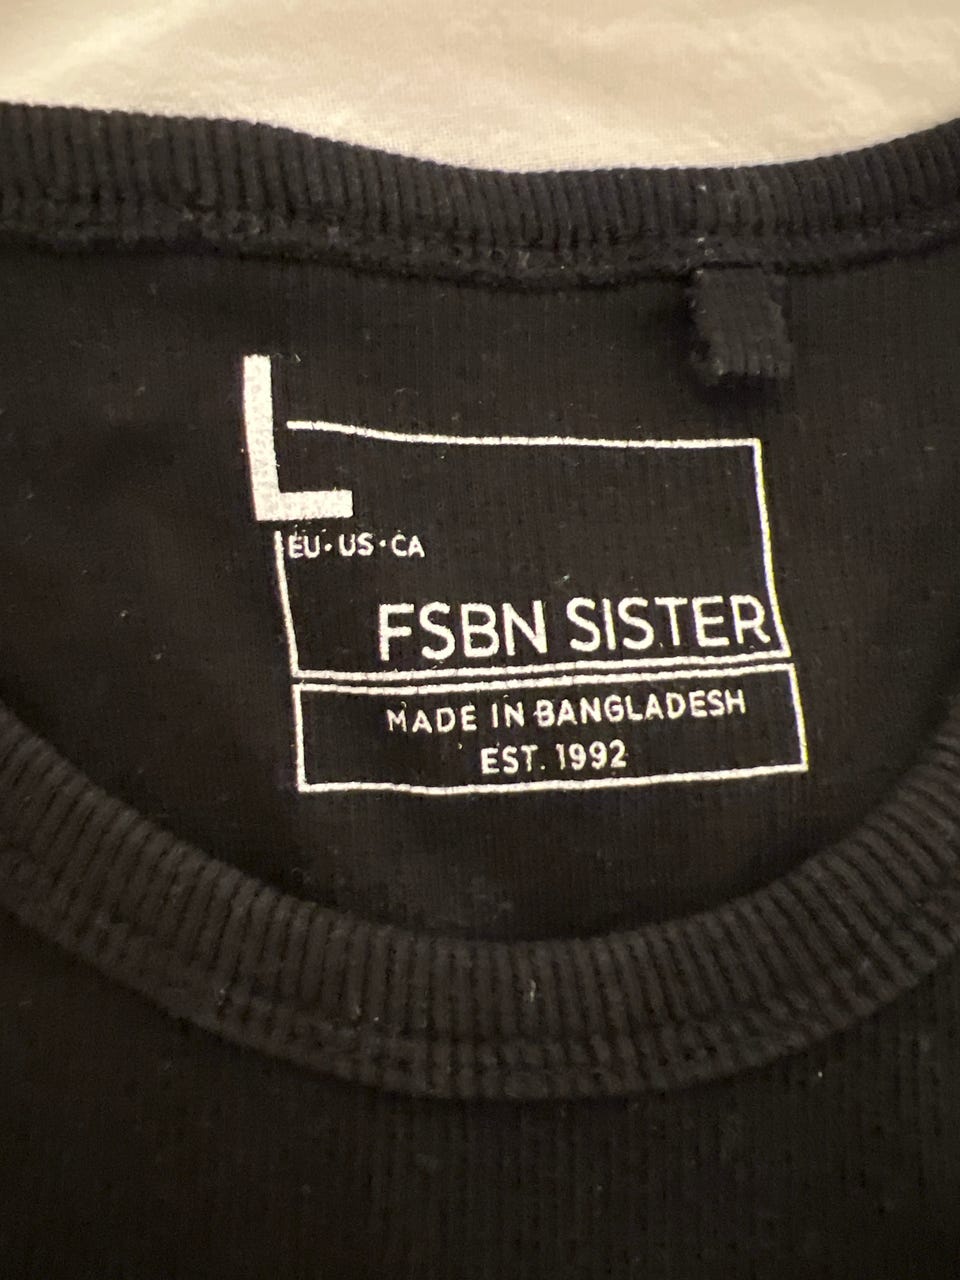 L
EU·US·CA
FSBN SISTER
MADE IN BANGLADESH
EST. 1992